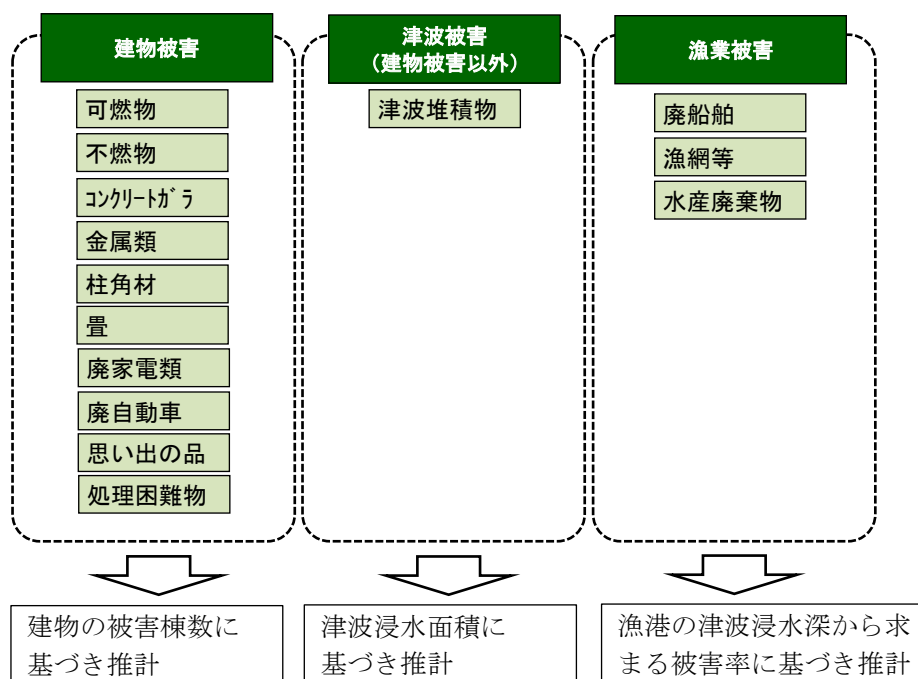 建物被害
可燃物
不燃物
ｺﾝｸﾘｰﾄｶﾞﾗ
金属類
柱角材
畳
廃家電類
廃自動車
思い出の品
処理困難物
建物の被害棟数に
基づき推計
津波被害
（建物被害以外）
津波堆積物
津波浸水面積に
基づき推計
漁業被害
廃船舶
漁網等
水産廃棄物
漁港の津波浸水深から求
まる被害率に基づき推計